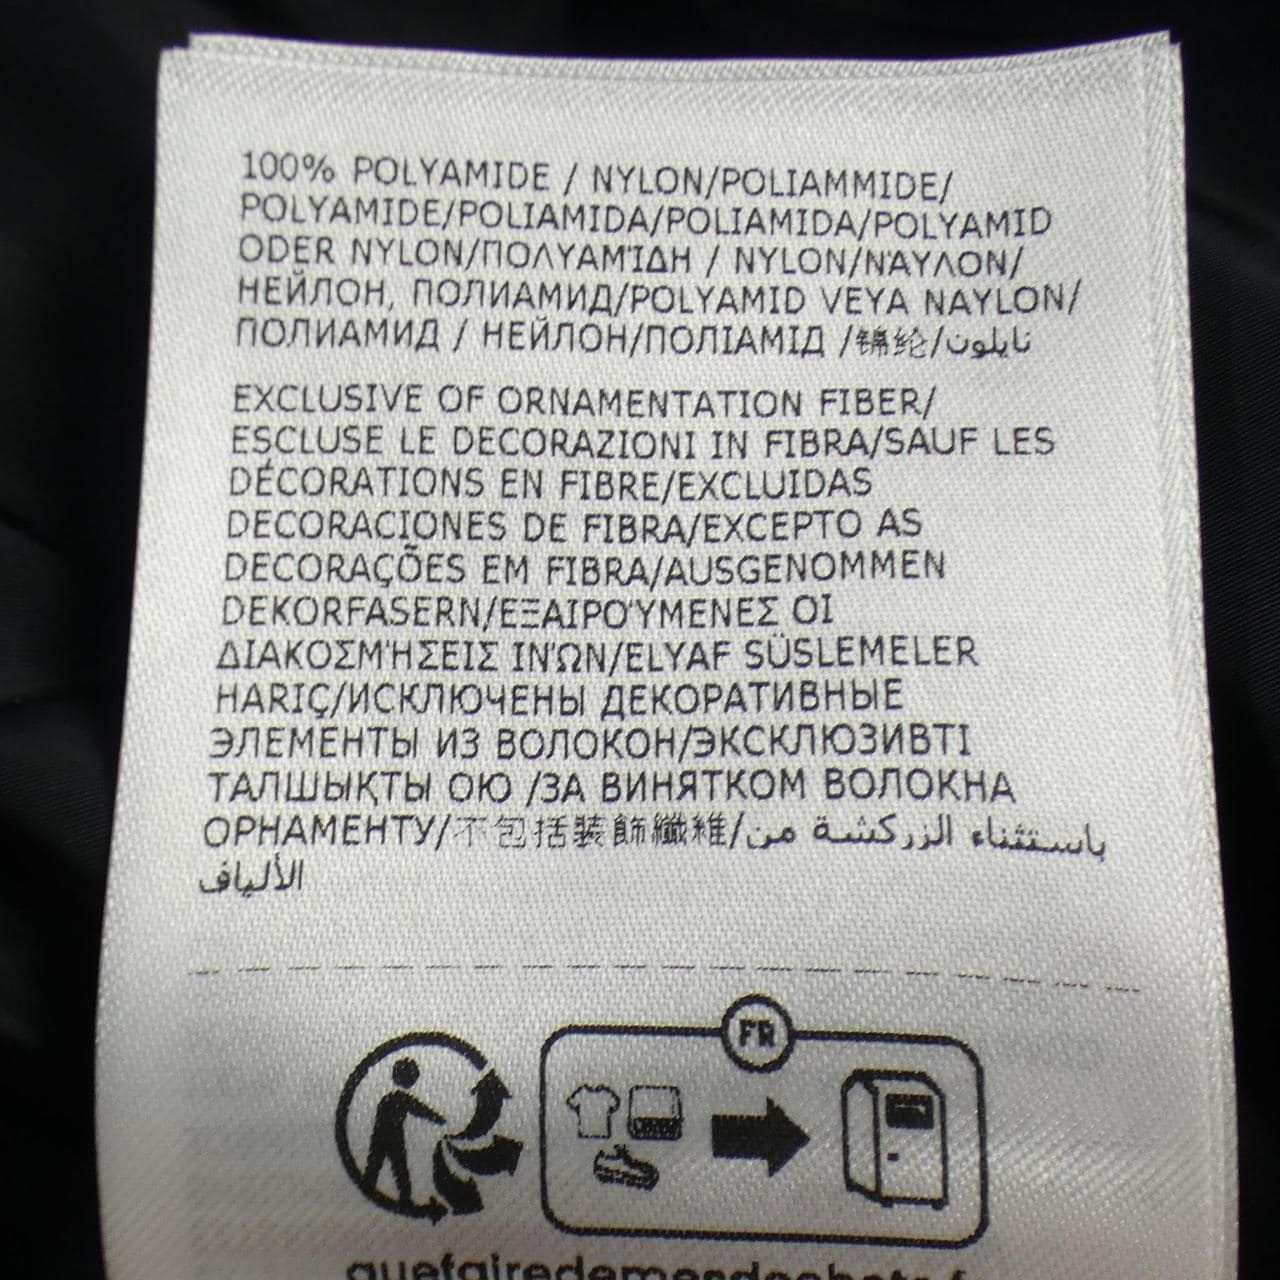 100% POLYAMIDE / NYLON/POLIAMMIDE/
POLYAMIDE/POLIAMIDA/POLIAMIDA/POLYAMID
ODER NYLON/ΠΟΛΥΑΜΊΔΗ / NYLON/ΝΆΥΛΟΝ/
НЕЙЛОН, ПОЛИАМИД/POLYAMID VEYA NAYLON/
ПОЛИАМИД / НЕЙЛОН/ПОЛІАМІД /锦纶/نايلون
EXCLUSIVE OF ORNAMENTATION FIBER/
ESCLUSE LE DECORAZIONI IN FIBRA/SAUF LES
DÉCORATIONS EN FIBRE/EXCLUIDAS
DECORACIONES DE FIBRA/EXCEPTO AS
DECORAÇÕES EM FIBRA/AUSGENOMMEN
DEKORFASERN/ΕΞΑΙΡΟΎΜΕΝΕΣ ΟΙ
ΔΙΑΚΟΣΜΉΣΕΙΣ ΙΝΏΝ/ELYAF SÜSLEMELER
HARIÇ/ИСКЛЮЧЕНЫ ДЕКОРАТИВНЫЕ
ЭЛЕМЕНТЫ ИЗ ВОЛОКОН/ЭКСКЛЮЗИВТІ
ТАЛШЫҚТЫ ОЮ /ЗА ВИНЯТКОМ ВОЛОКНА
ОРНАМЕНТУ/不包括装飾纖維/باستثناء الزركشة من
الألياف
FR